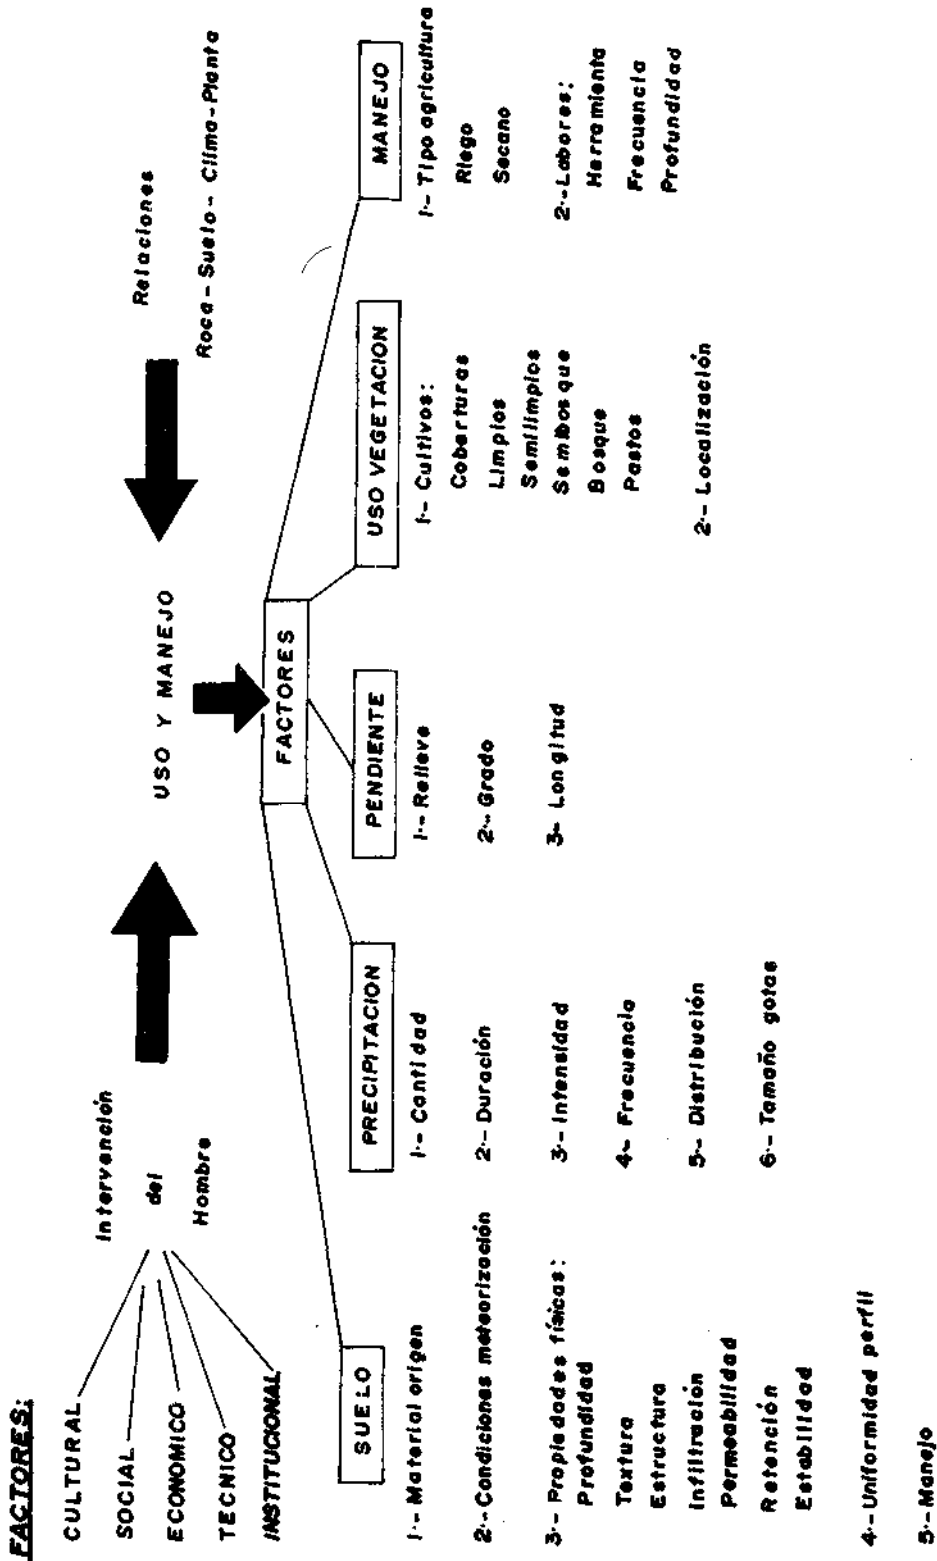 FACTORES:
CULTURAL
SOCIAL
ECONOMICO
TECNICO
INSTITUCIONAL
Intervención
del
Hombre
USO Y MANEJO
Relaciones
Roca-Suelo-Clima-Planta
FACTORES
SUELO
1.- Material orígen
2.- Condiciones meteorización
3.- Propiedades físicas:
Profundidad
Textura
Estructura
Infiltración
Permeabilidad
Retención
Estabilidad
4.- Uniformidad perfil
5.- Manejo
PRECIPITACION
1.- Cantidad
2.- Duración
3.- Intensidad
4.- Frecuencia
5.- Distribución
6.- Tamaño gotas
PENDIENTE
1.- Relieve
2.- Grado
3.- Longitud
USO VEGETACION
1.- Cultivos:
Coberturas
Limpios
Semilimpios
Semibosque
Bosque
Pastos
2.- Localización
MANEJO
1.- Tipo agricultura
Riego
Secano
2.- Labores:
Herramienta
Frecuencia
Profundidad